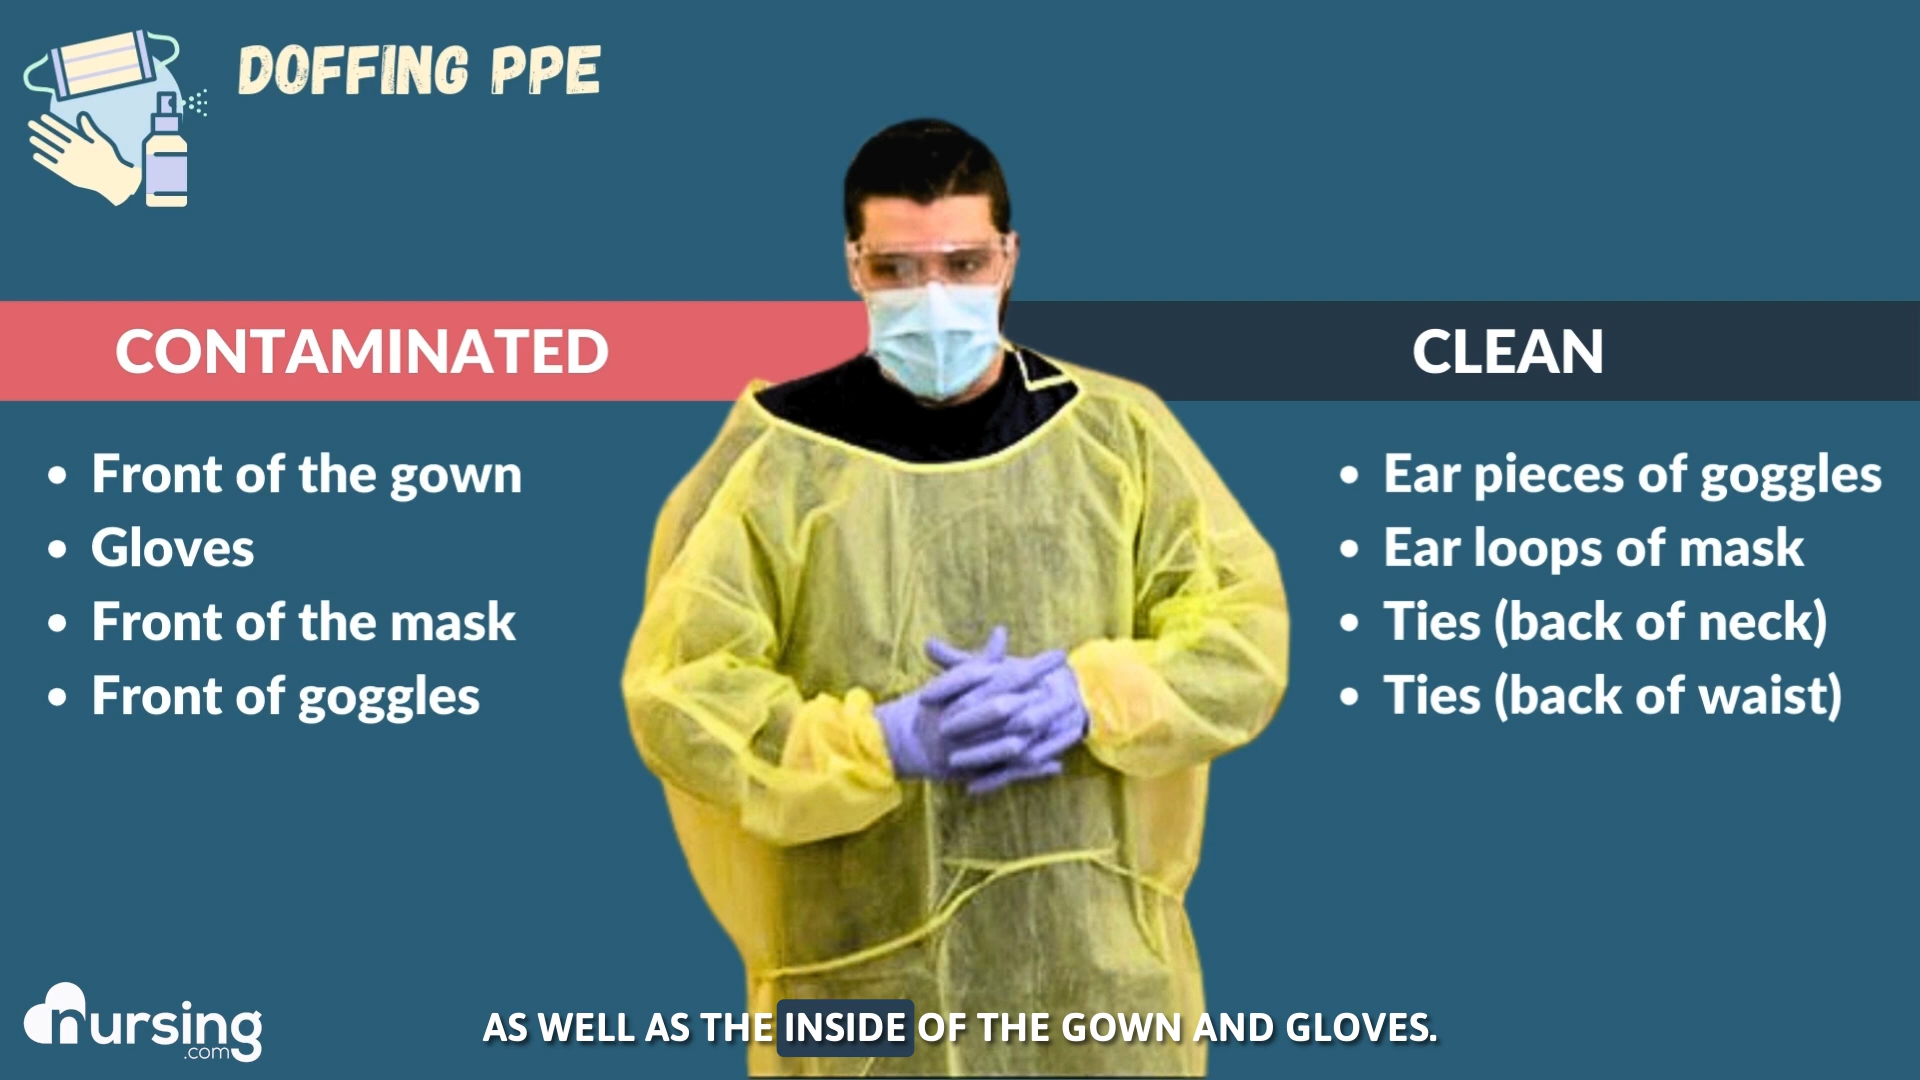 DOFFING PPE
CONTAMINATED
Front of the gown
Gloves
Front of the mask
Front of goggles
CLEAN
Ear pieces of goggles
Ear loops of mask
Ties (back of neck)
Ties (back of waist)
nursing
.com
AS WELL AS THE INSIDE OF THE GOWN AND GLOVES.